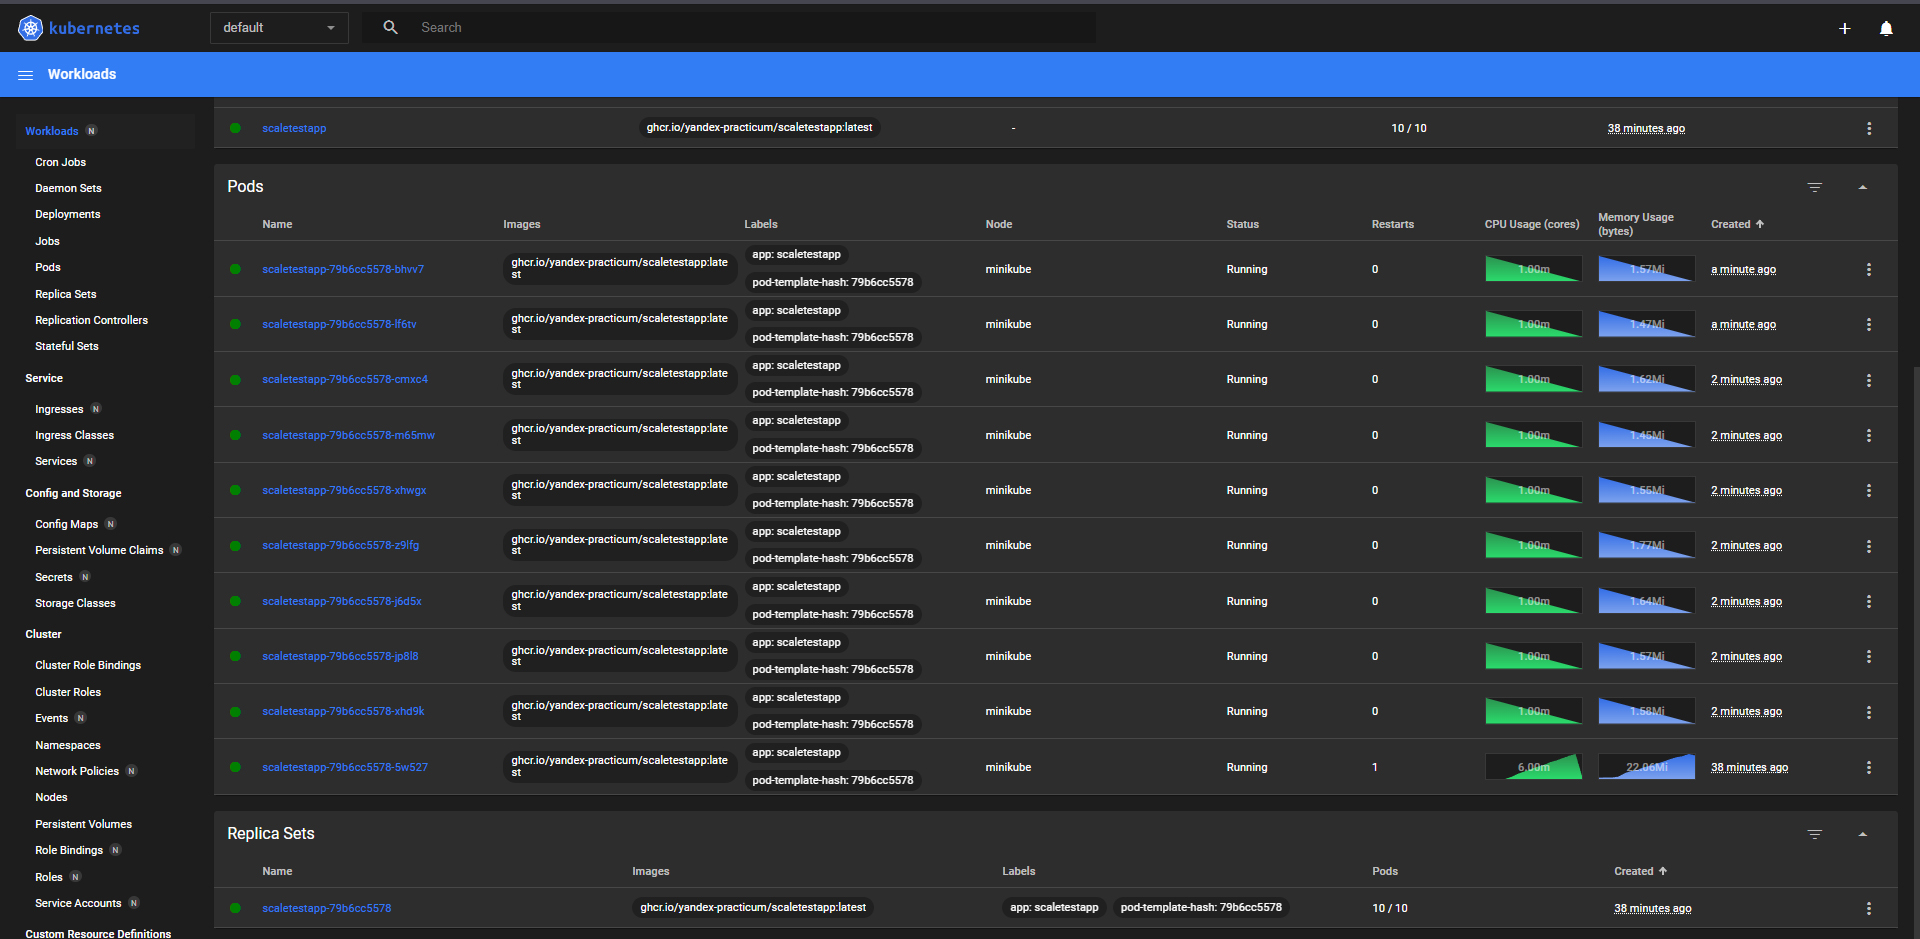 kubernetes
default
Search
Workloads
Workloads N
Cron Jobs
Daemon Sets
Deployments
Jobs
Pods
Replica Sets
Replication Controllers
Stateful Sets
Service
Ingresses N
Ingress Classes
Services N
Config and Storage
Config Maps N
Persistent Volume Claims N
Secrets N
Storage Classes
Cluster
Cluster Role Bindings
Cluster Roles
Events N
Namespaces
Network Policies N
Nodes
Persistent Volumes
Role Bindings N
Roles N
Service Accounts N
Custom Resource Definitions
scaletestapp ghcr.io/yandex-practicum/scaletestapp:latest - 10 / 10 38 minutes ago
Pods
Name Images Labels Node Status Restarts CPU Usage (cores) Memory Usage (bytes) Created
scaletestapp-79b6cc5578-bhvv7 ghcr.io/yandex-practicum/scaletestapp:latest app: scaletestapp minikube Running 0 1.00m 1.57Mi a minute ago
pod-template-hash: 79b6cc5578
scaletestapp-79b6cc5578-lf6tv ghcr.io/yandex-practicum/scaletestapp:latest app: scaletestapp minikube Running 0 1.00m 1.47Mi a minute ago
pod-template-hash: 79b6cc5578
scaletestapp-79b6cc5578-cmxc4 ghcr.io/yandex-practicum/scaletestapp:latest app: scaletestapp minikube Running 0 1.00m 1.62Mi 2 minutes ago
pod-template-hash: 79b6cc5578
scaletestapp-79b6cc5578-m65mw ghcr.io/yandex-practicum/scaletestapp:latest app: scaletestapp minikube Running 0 1.00m 1.45Mi 2 minutes ago
pod-template-hash: 79b6cc5578
scaletestapp-79b6cc5578-xhwgx ghcr.io/yandex-practicum/scaletestapp:latest app: scaletestapp minikube Running 0 1.00m 1.55Mi 2 minutes ago
pod-template-hash: 79b6cc5578
scaletestapp-79b6cc5578-z9lfg ghcr.io/yandex-practicum/scaletestapp:latest app: scaletestapp minikube Running 0 1.00m 1.77Mi 2 minutes ago
pod-template-hash: 79b6cc5578
scaletestapp-79b6cc5578-j6d5x ghcr.io/yandex-practicum/scaletestapp:latest app: scaletestapp minikube Running 0 1.00m 1.64Mi 2 minutes ago
pod-template-hash: 79b6cc5578
scaletestapp-79b6cc5578-jp8l8 ghcr.io/yandex-practicum/scaletestapp:latest app: scaletestapp minikube Running 0 1.00m 1.57Mi 2 minutes ago
pod-template-hash: 79b6cc5578
scaletestapp-79b6cc5578-xhd9k ghcr.io/yandex-practicum/scaletestapp:latest app: scaletestapp minikube Running 0 1.00m 1.58Mi 2 minutes ago
pod-template-hash: 79b6cc5578
scaletestapp-79b6cc5578-5w527 ghcr.io/yandex-practicum/scaletestapp:latest app: scaletestapp minikube Running 1 6.00m 22.06Mi 38 minutes ago
pod-template-hash: 79b6cc5578
Replica Sets
Name Images Labels Pods Created
scaletestapp-79b6cc5578 ghcr.io/yandex-practicum/scaletestapp:latest app: scaletestapp pod-template-hash: 79b6cc5578 10 / 10 38 minutes ago